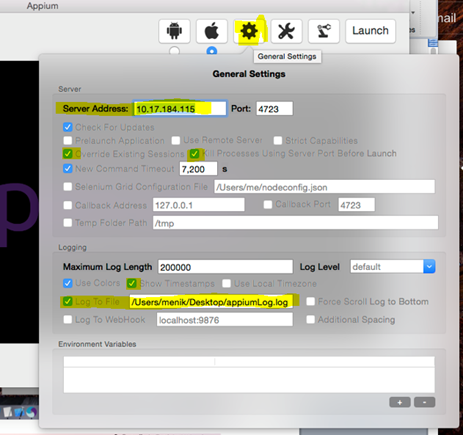 Appium
mail
Launch
General Settings
General Settings
Server
Server Address: 10.17.184.115 Port: 4723
Check For Updates
Prelaunch Application Use Remote Server Strict Capabilities
Override Existing Sessions Kill Processes Using Server Port Before Launch
New Command Timeout 7,200 s
Selenium Grid Configuration File /Users/me/nodeconfig.json
Callback Address 127.0.0.1 Callback Port 4723
Temp Folder Path /tmp
Logging
Maximum Log Length 200000 Log Level default
Use Colors Show Timestamps Use Local Timezone
Log To File /Users/menik/Desktop/appiumLog.log Force Scroll Log to Bottom
Log To WebHook localhost:9876 Additional Spacing
Environment Variables
+ -